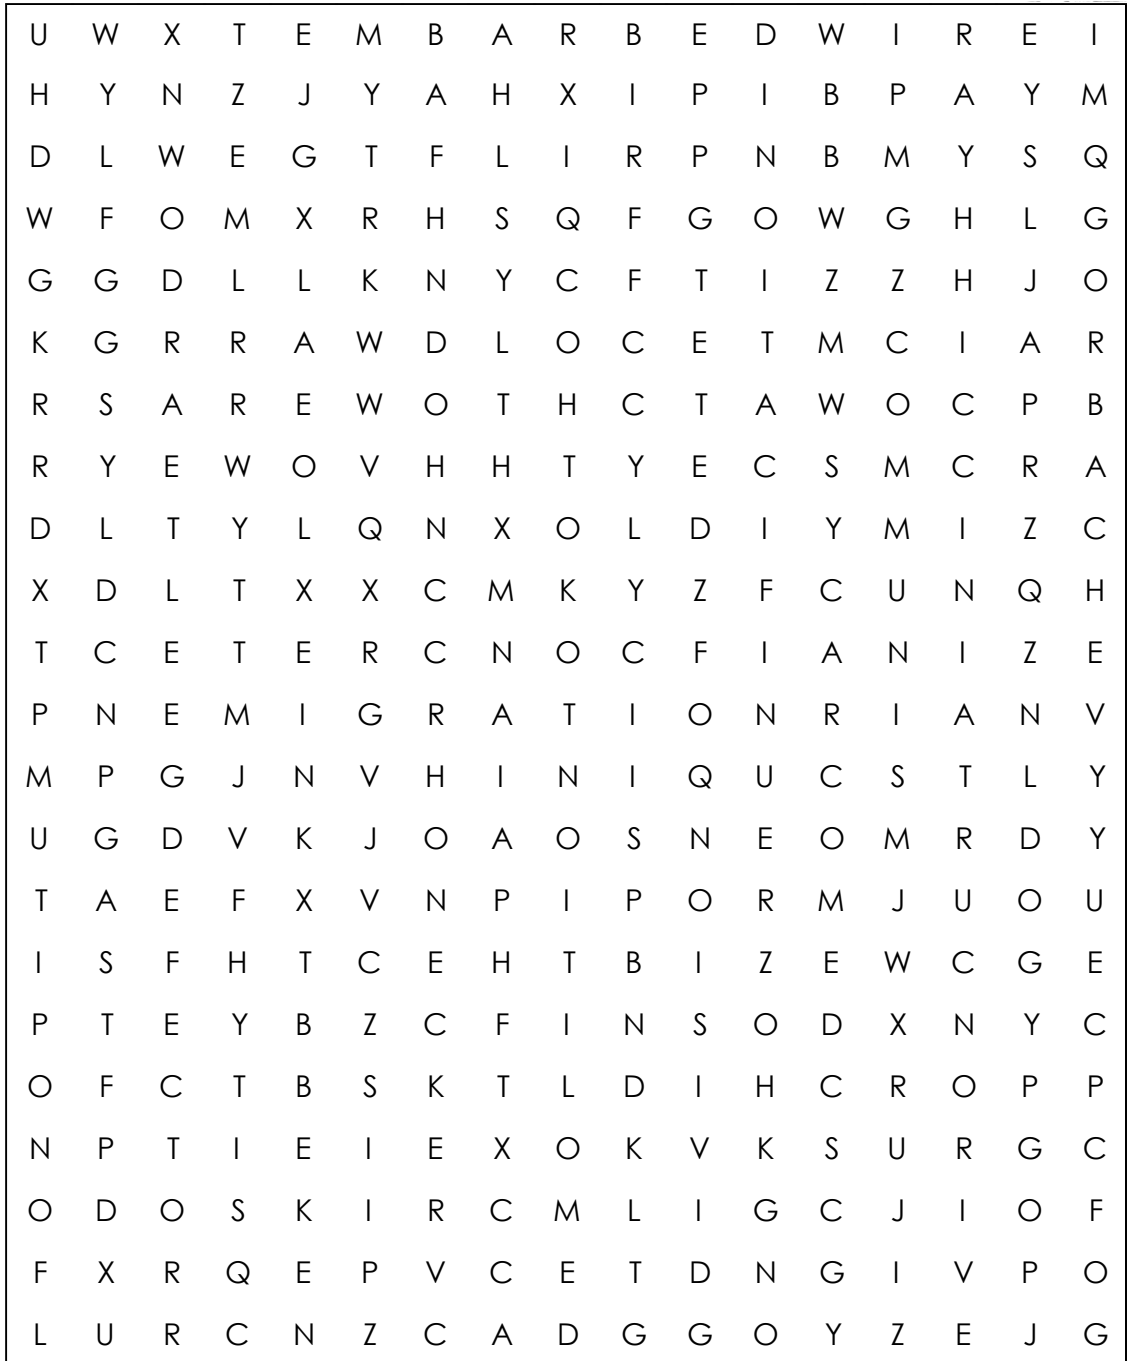 U W X T E M B A R B E D W I R E I
H Y N Z J Y A H X I P I B P A Y M
D L W E G T F L I R P N B M Y S Q
W F O M X R H S Q F G O W G H L G
G G D L L K N Y C F T I Z Z H J O
K G R R A W D L O C E T M C I A R
R S A R E W O T H C T A W O C P B
R Y E W O V H H T Y E C S M C R A
D L T Y L Q N X O L D I Y M I Z C
X D L T X X C M K Y Z F C U N Q H
T C E T E R C N O C F I A N I Z E
P N E M I G R A T I O N R I A N V
M P G J N V H I N I Q U C S T L Y
U G D V K J O A O S N E O M R D Y
T A E F X V N P I P O R M J U O U
I S F H T C E H T B I Z E W C G E
P T E Y B Z C F I N S O D X N Y C
O F C T B S K T L D I H C R O P P
N P T I E I E X O K V K S U R G C
O D O S K I R C M L I G C J I O F
F X R Q E P V C E T D N G I V P O
L U R C N Z C A D G G O Y Z E J G